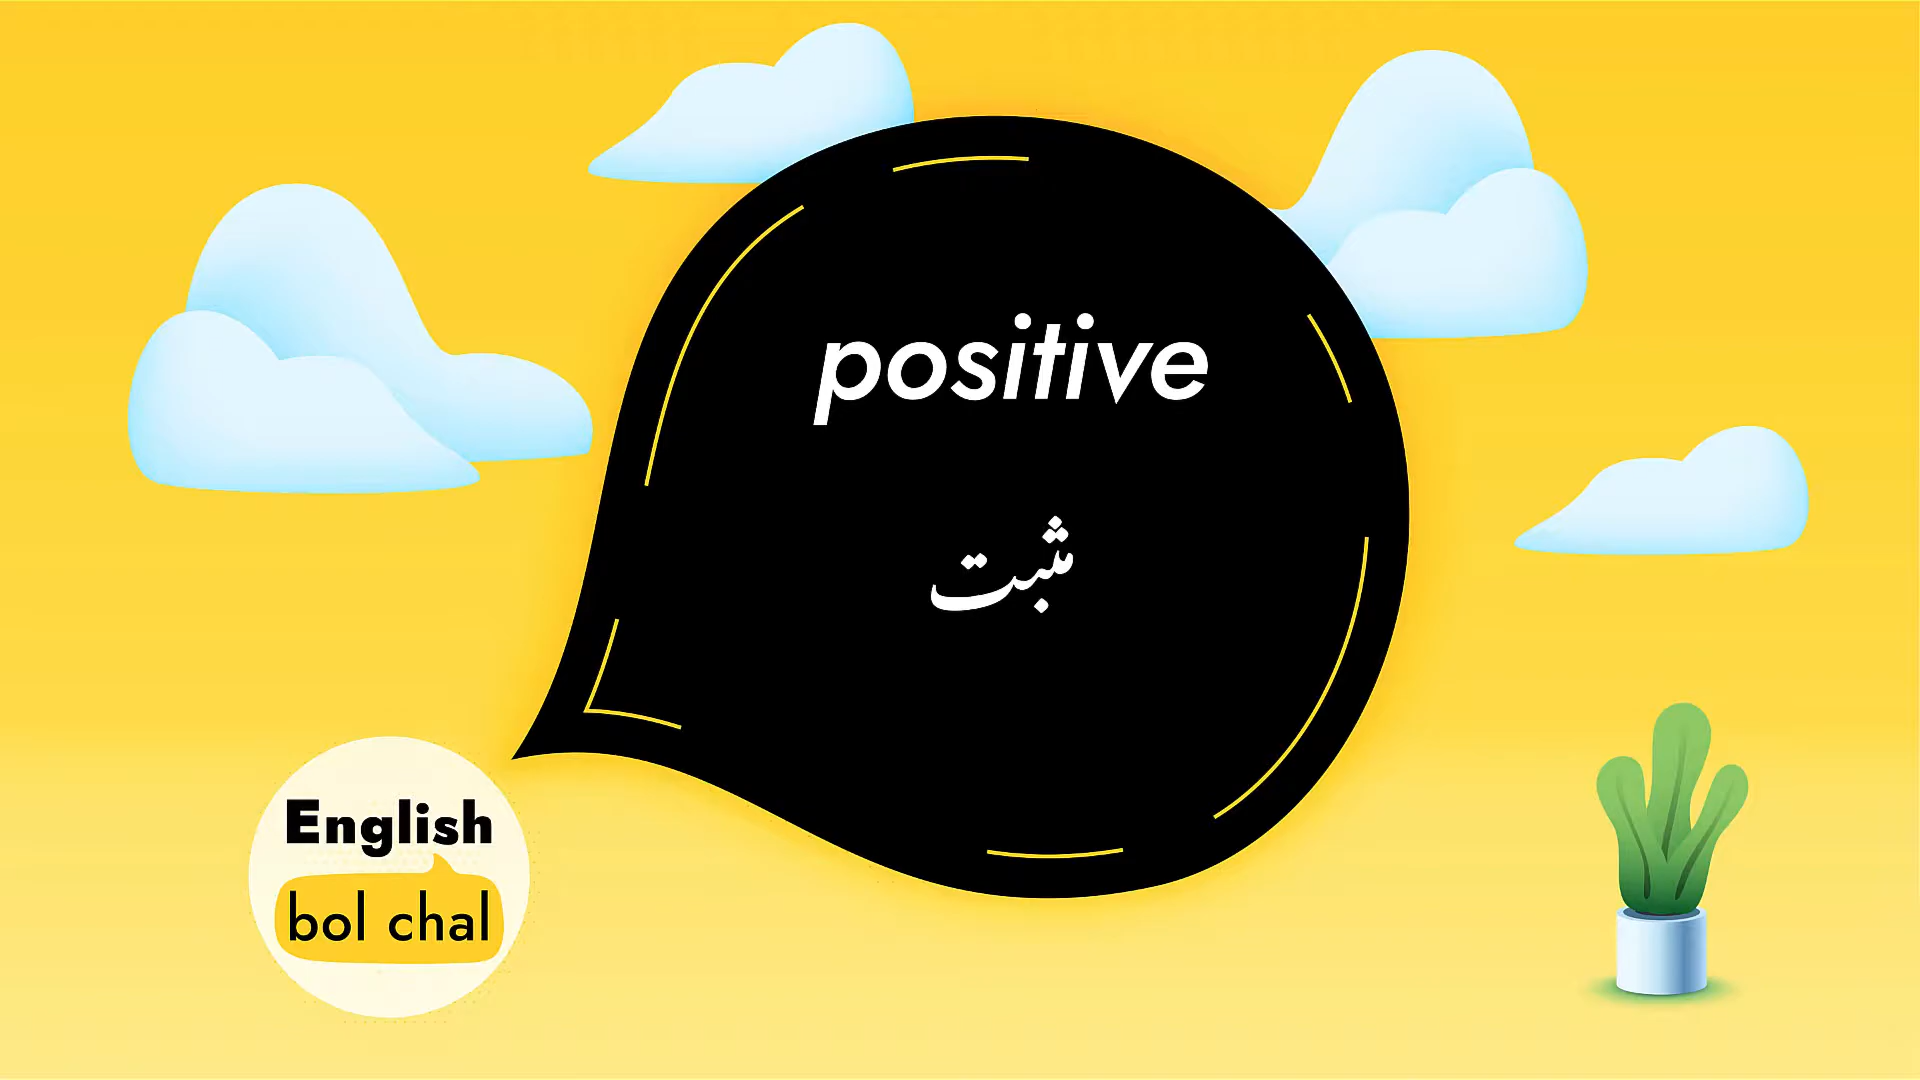 positive
مثبت
English
bol chal